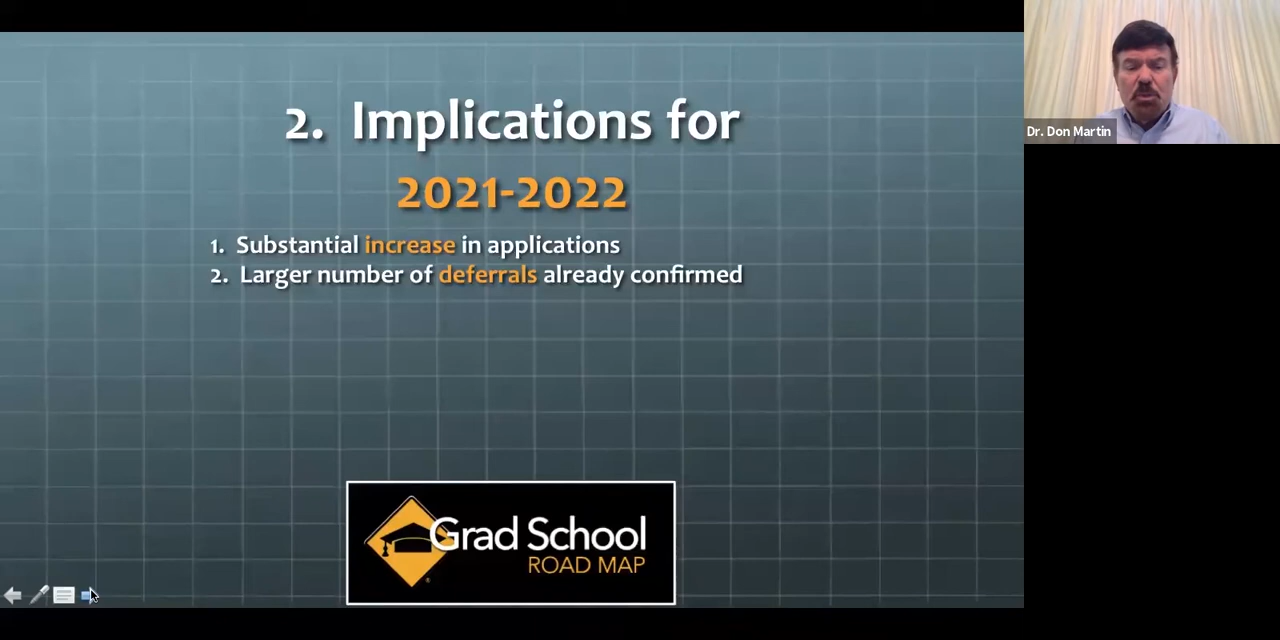 2. Implications for
2021-2022
1. Substantial increase in applications
2. Larger number of deferrals already confirmed
Grad School
ROAD MAP
Dr. Don Martin